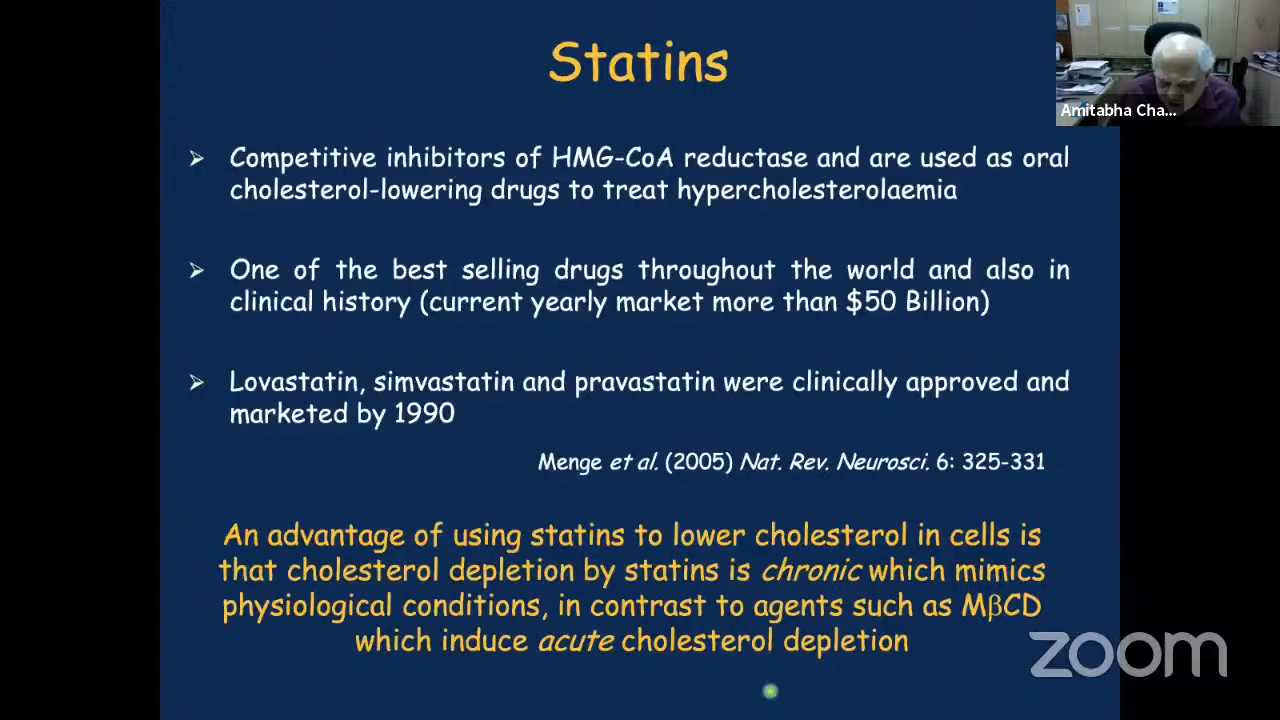 Statins
Amitabha Cha...
➢ Competitive inhibitors of HMG-CoA reductase and are used as oral
cholesterol-lowering drugs to treat hypercholesterolaemia
➢ One of the best selling drugs throughout the world and also in
clinical history (current yearly market more than $50 Billion)
➢ Lovastatin, simvastatin and pravastatin were clinically approved and
marketed by 1990
Menge et al. (2005) Nat. Rev. Neurosci. 6: 325-331
An advantage of using statins to lower cholesterol in cells is
that cholesterol depletion by statins is chronic which mimics
physiological conditions, in contrast to agents such as MβCD
which induce acute cholesterol depletion
zoom